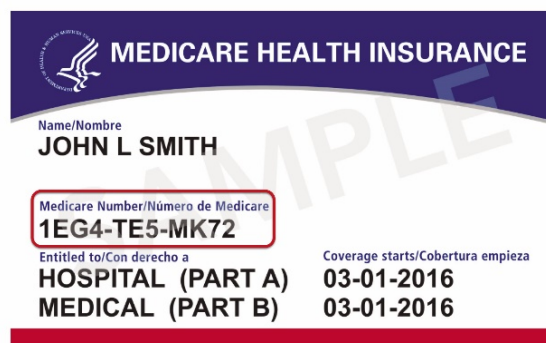 MEDICARE HEALTH INSURANCE
Name/Nombre
JOHN L SMITH
Medicare Number/Número de Medicare
1EG4-TE5-MK72
Entitled to/Con derecho a
HOSPITAL (PART A)
MEDICAL (PART B)
Coverage starts/Cobertura empieza
03-01-2016
03-01-2016
SAMPLE